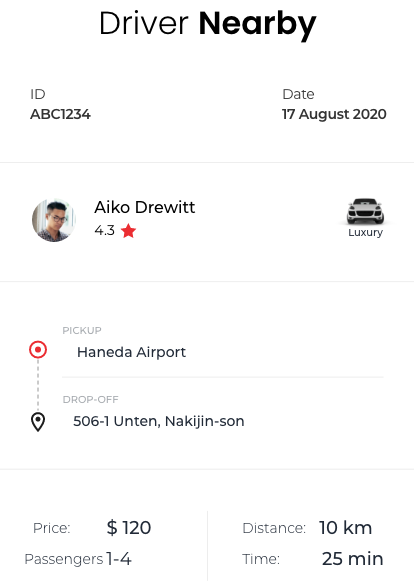 Driver Nearby
ID
ABC1234
Date
17 August 2020
Aiko Drewitt
4.3
Luxury
PICKUP
Haneda Airport
DROP-OFF
506-1 Unten, Nakijin-son
Price: $ 120
Passengers 1-4
Distance: 10 km
Time: 25 min